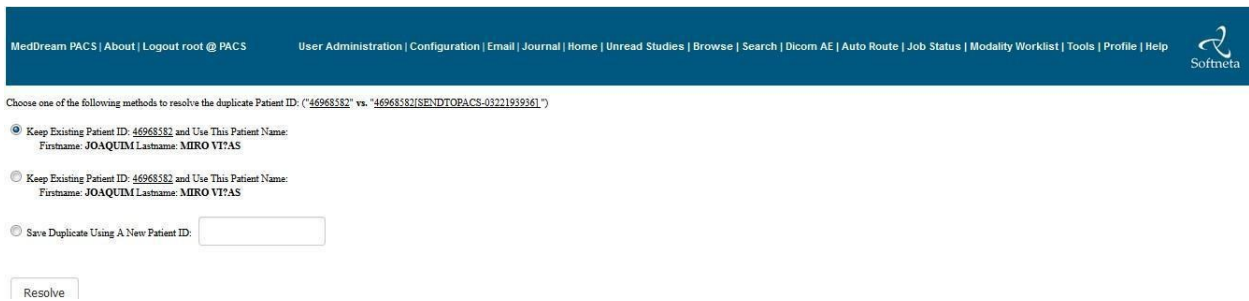 MedDream PACS | About | Logout root @ PACS
User Administration | Configuration | Email | Journal | Home | Unread Studies | Browse | Search | Dicom AE | Auto Route | Job Status | Modality Worklist | Tools | Profile | Help
Softneta
Choose one of the following methods to resolve the duplicate Patient ID: ("46968582" vs. "46968582[SENDTOPACS-0322193936] ")
Keep Existing Patient ID: 46968582 and Use This Patient Name:
Firstname: JOAQUIM Lastname: MIRO VI?AS
Keep Existing Patient ID: 46968582 and Use This Patient Name:
Firstname: JOAQUIM Lastname: MIRO VI?AS
Save Duplicate Using A New Patient ID:
Resolve